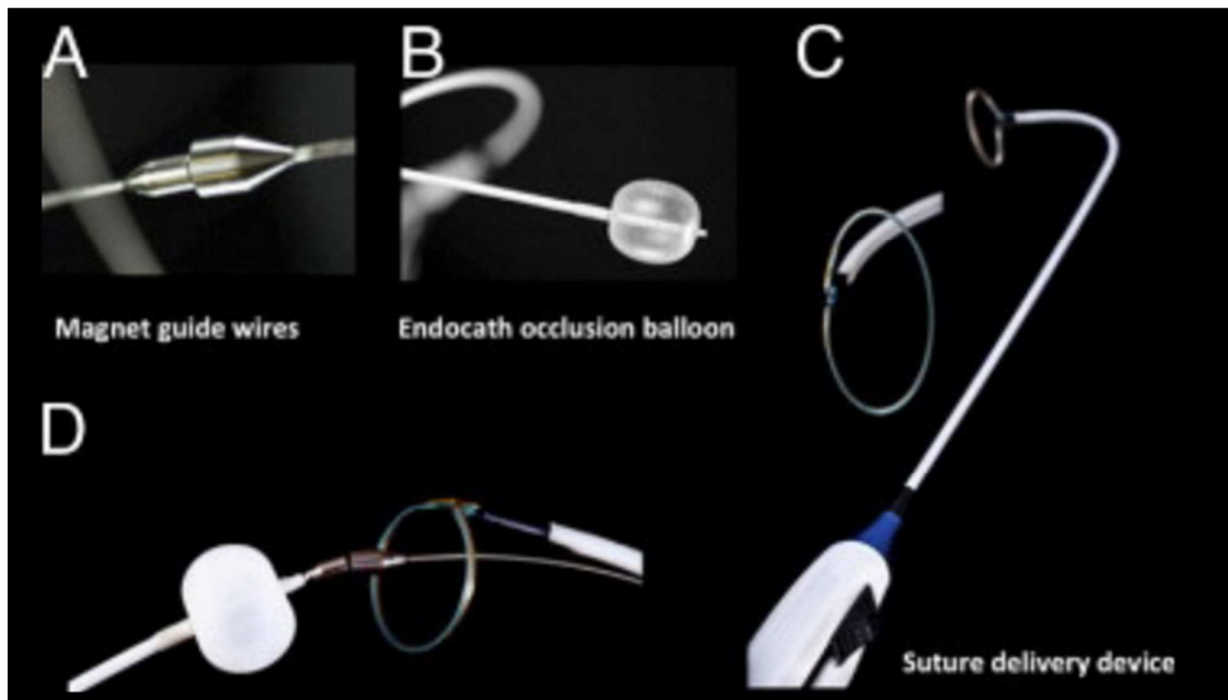 A
B
C
Magnet guide wires
Endocath occlusion balloon
D
Suture delivery device